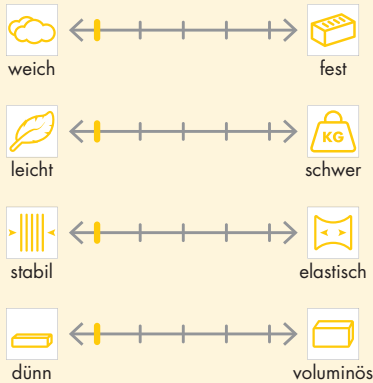 weich fest
KG
leicht schwer
stabil elastisch
dünn voluminös